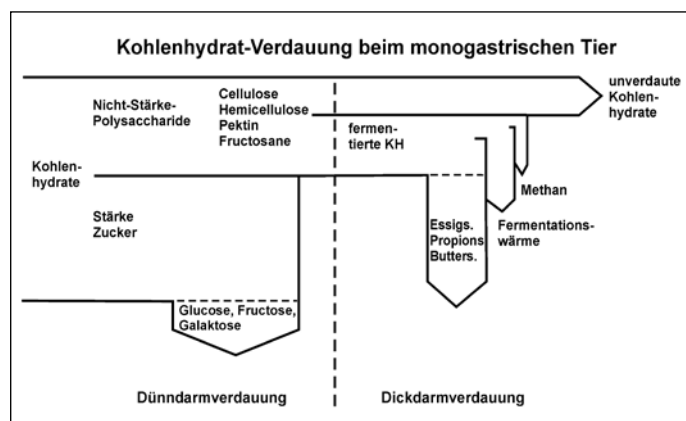 Kohlenhydrat-Verdauung beim monogastrischen Tier
unverdaute
Kohlen-
hydrate
Nicht-Stärke-
Polysaccharide
Cellulose
Hemicellulose
Pektin
Fructosane
fermen-
tierte KH
Kohlen-
hydrate
Methan
Stärke
Zucker
Essigs.
Propions
Butters.
Fermentations-
wärme
Glucose, Fructose,
Galaktose
Dünndarmverdauung
Dickdarmverdauung